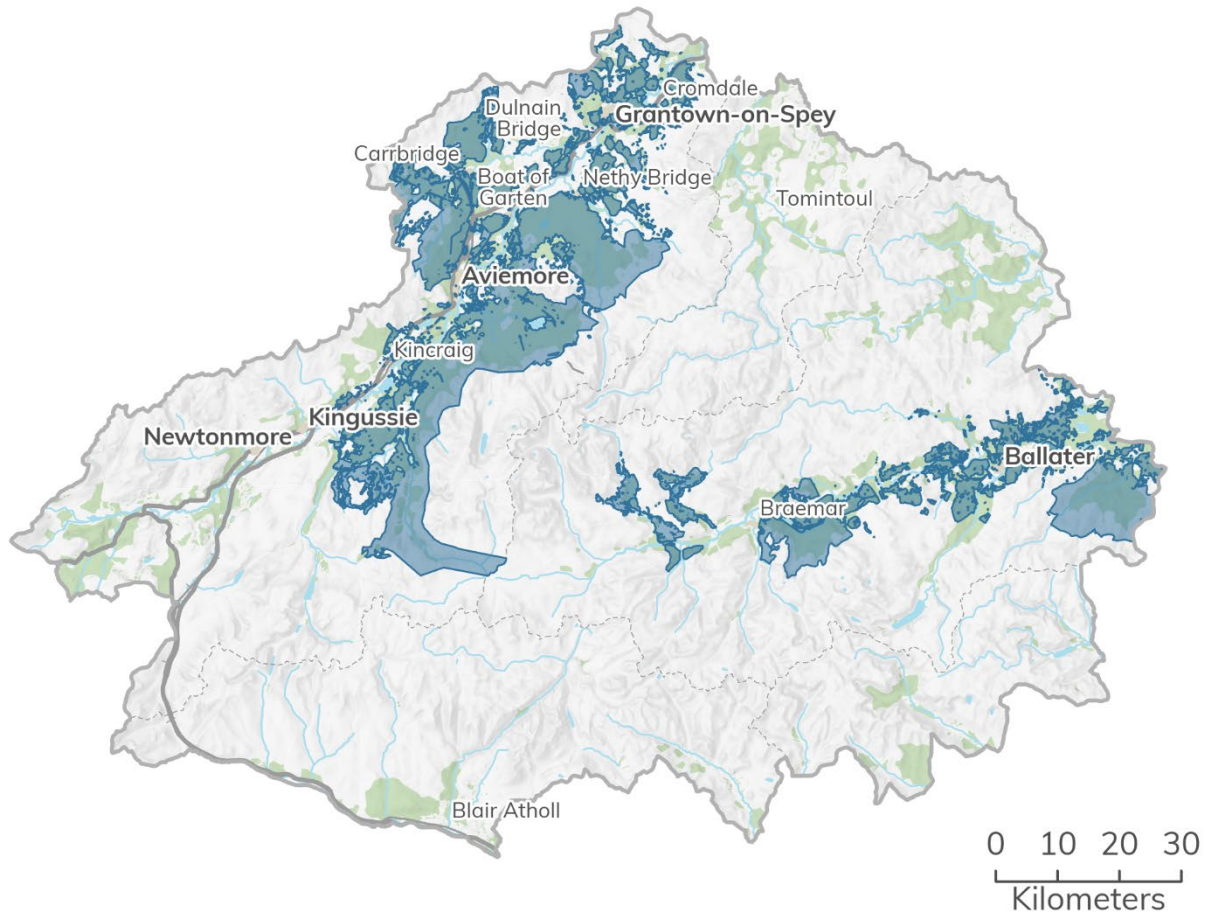 Cromdale
Dulnain
Bridge
Grantown-on-Spey
Carrbridge
Boat of
Garten
Nethy Bridge
Tomintoul
Aviemore
Kincraig
Kingussie
Newtonmore
Ballater
Braemar
Blair Atholl
0 10 20 30
Kilometers